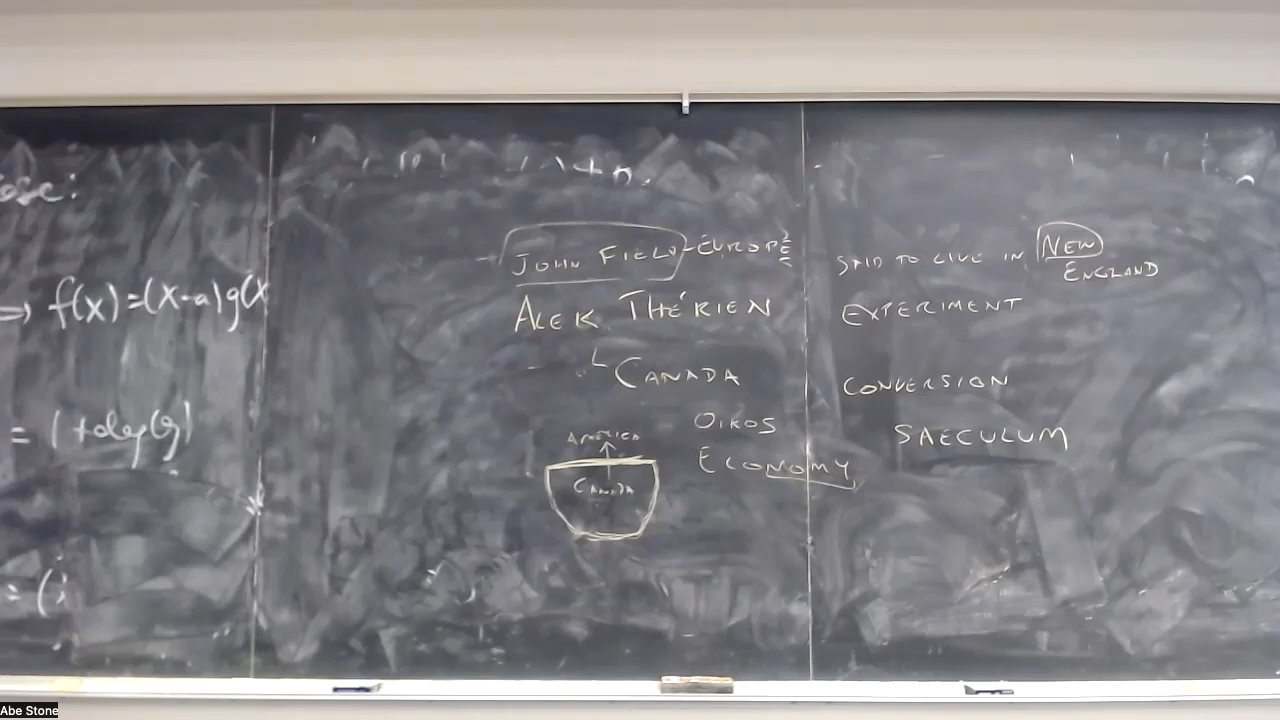 ose:
⇒ f(x)=(x-a)g(x
= 1+deg(g)
= (
JOHN FIELD - EUROPE
ALEK THÉRIEN
CANADA
OIKOS
ECONOMY
AMERICA
↑
CANADA
SAID TO LIVE IN NEW
ENGLAND
EXPERIMENT
CONVERSION
SAECULUM
Abe Stone